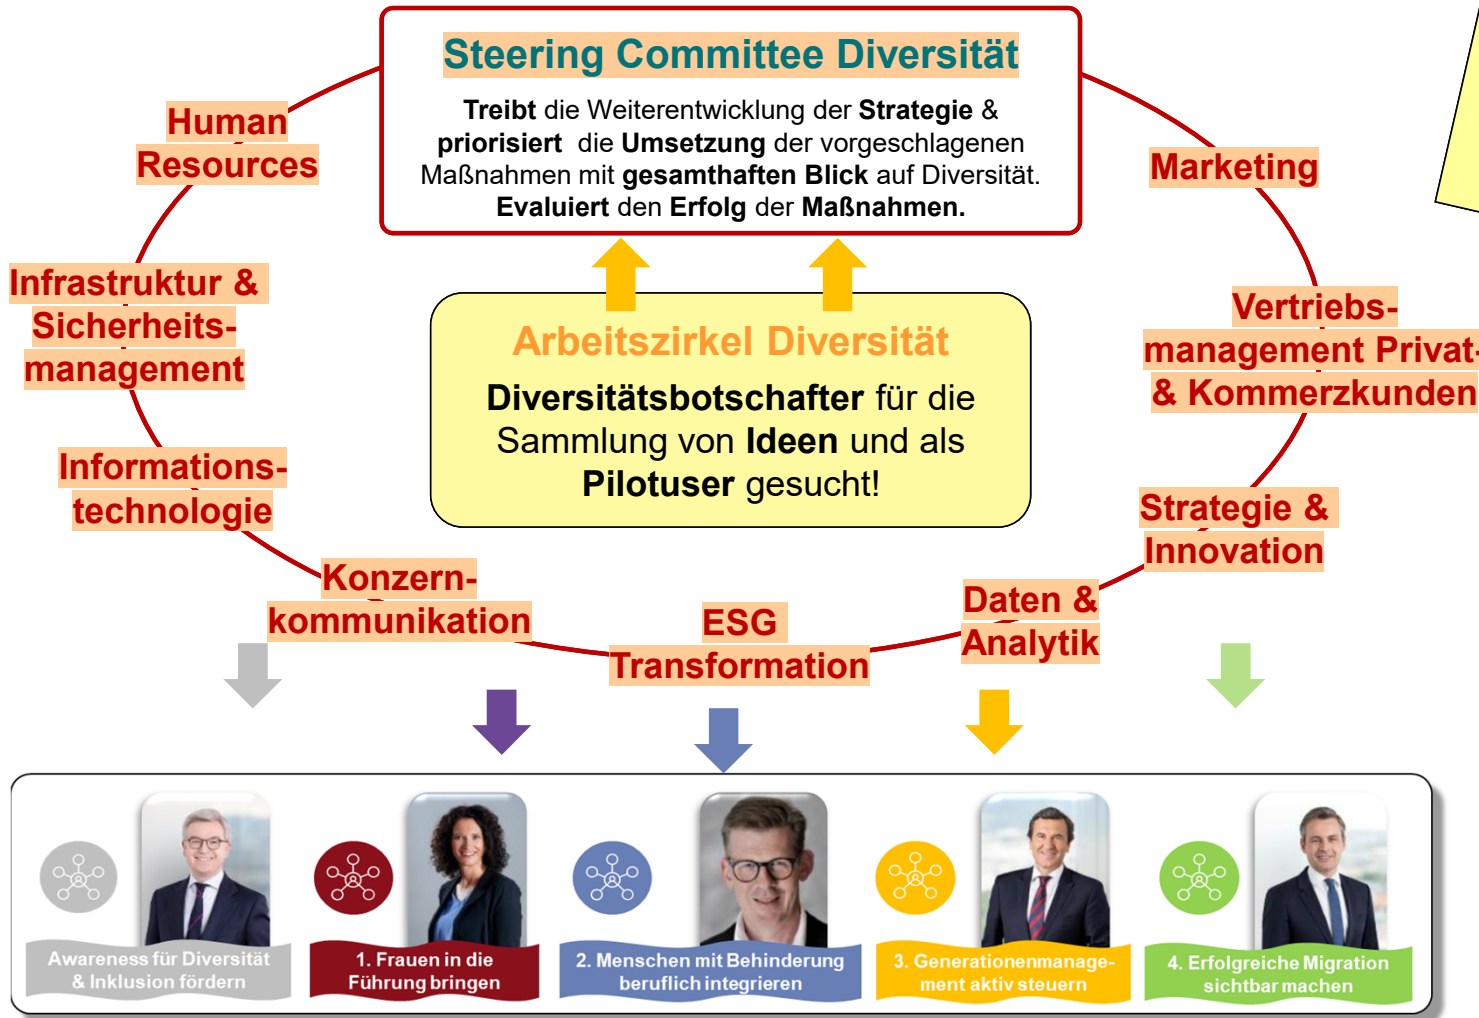 Steering Committee Diversität
Treibt die Weiterentwicklung der Strategie &
priorisiert die Umsetzung der vorgeschlagenen
Maßnahmen mit gesamthaften Blick auf Diversität.
Evaluiert den Erfolg der Maßnahmen.
Human
Resources
Marketing
Infrastruktur &
Sicherheits-
management
Arbeitszirkel Diversität
Diversitätsbotschafter für die
Sammlung von Ideen und als
Pilotuser gesucht!
Vertriebs-
management Privat-
& Kommerzkunden
Informations-
technologie
Strategie &
Innovation
Konzern-
kommunikation
ESG
Transformation
Daten &
Analytik
Awareness für Diversität
& Inklusion fördern
1. Frauen in die
Führung bringen
2. Menschen mit Behinderung
beruflich integrieren
3. Generationenmanage-
ment aktiv steuern
4. Erfolgreiche Migration
sichtbar machen